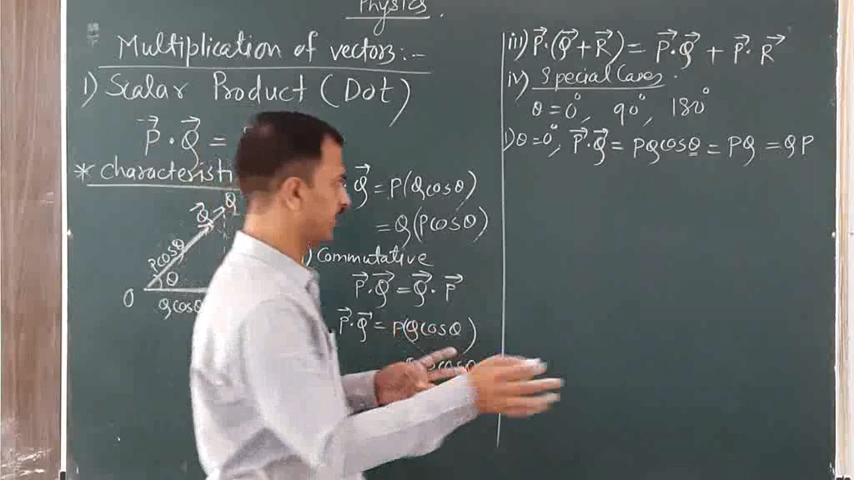 Physics.
Multiplication of vectors:-
1) Scalar Product (Dot)
P⃗·Q⃗ =
* characteristi
Q⃗ = P(Qcosθ)
= Q(Pcosθ)
Q⃗ Q
Pcosθ
θ
O
Qcosθ
i) Commutative
P⃗·Q⃗ = Q⃗·P⃗
P⃗·Q⃗ = P(Qcosθ)
iii) P⃗·(Q⃗+R⃗) = P⃗·Q⃗ + P⃗·R⃗
iv) Special Cases.
θ = 0°, 90°, 180°
i) θ=0°, P⃗·Q⃗ = PQcosθ = PQ = QP